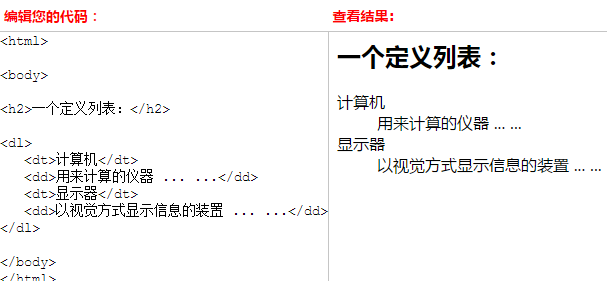 编辑您的代码：
查看结果:
<html>
<body>
<h2>一个定义列表：</h2>
<dl>
<dt>计算机</dt>
<dd>用来计算的仪器 ... ...</dd>
<dt>显示器</dt>
<dd>以视觉方式显示信息的装置 ... ...</dd>
</dl>
</body>
</html>
一个定义列表：
计算机
用来计算的仪器 ... ...
显示器
以视觉方式显示信息的装置 ... ...